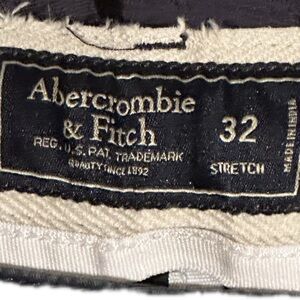 Abercrombie
& Fitch
REG. U.S. PAT. TRADEMARK
QUALITY SINCE 1892
32
STRETCH
MADE IN INDIA